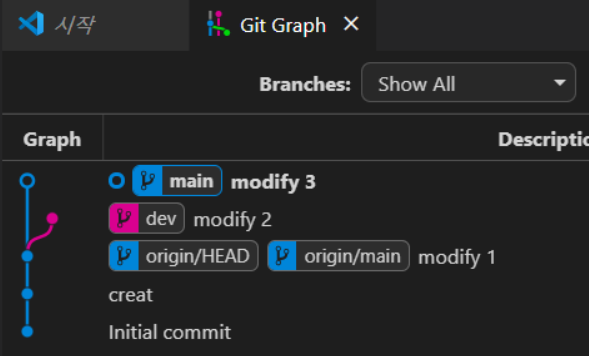 시작 Git Graph
Branches: Show All
Graph Descriptio
main modify 3
dev modify 2
origin/HEAD origin/main modify 1
creat
Initial commit